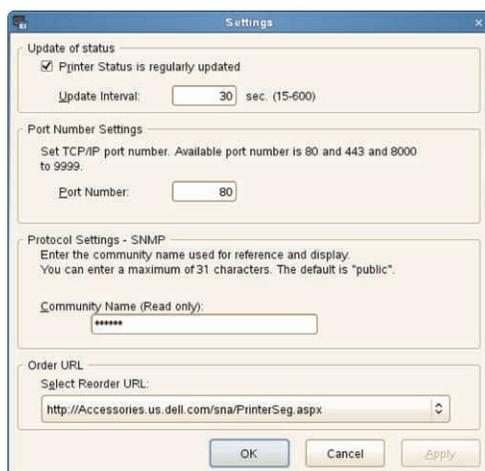 Settings
Update of status
Printer Status is regularly updated
Update Interval: 30 sec. (15-600)
Port Number Settings
Set TCP/IP port number. Available port number is 80 and 443 and 8000
to 9999.
Port Number: 80
Protocol Settings - SNMP
Enter the community name used for reference and display.
You can enter a maximum of 31 characters. The default is "public".
Community Name (Read only):
******
Order URL
Select Reorder URL:
http://Accessories.us.dell.com/sna/PrinterSeg.aspx
OK Cancel Apply